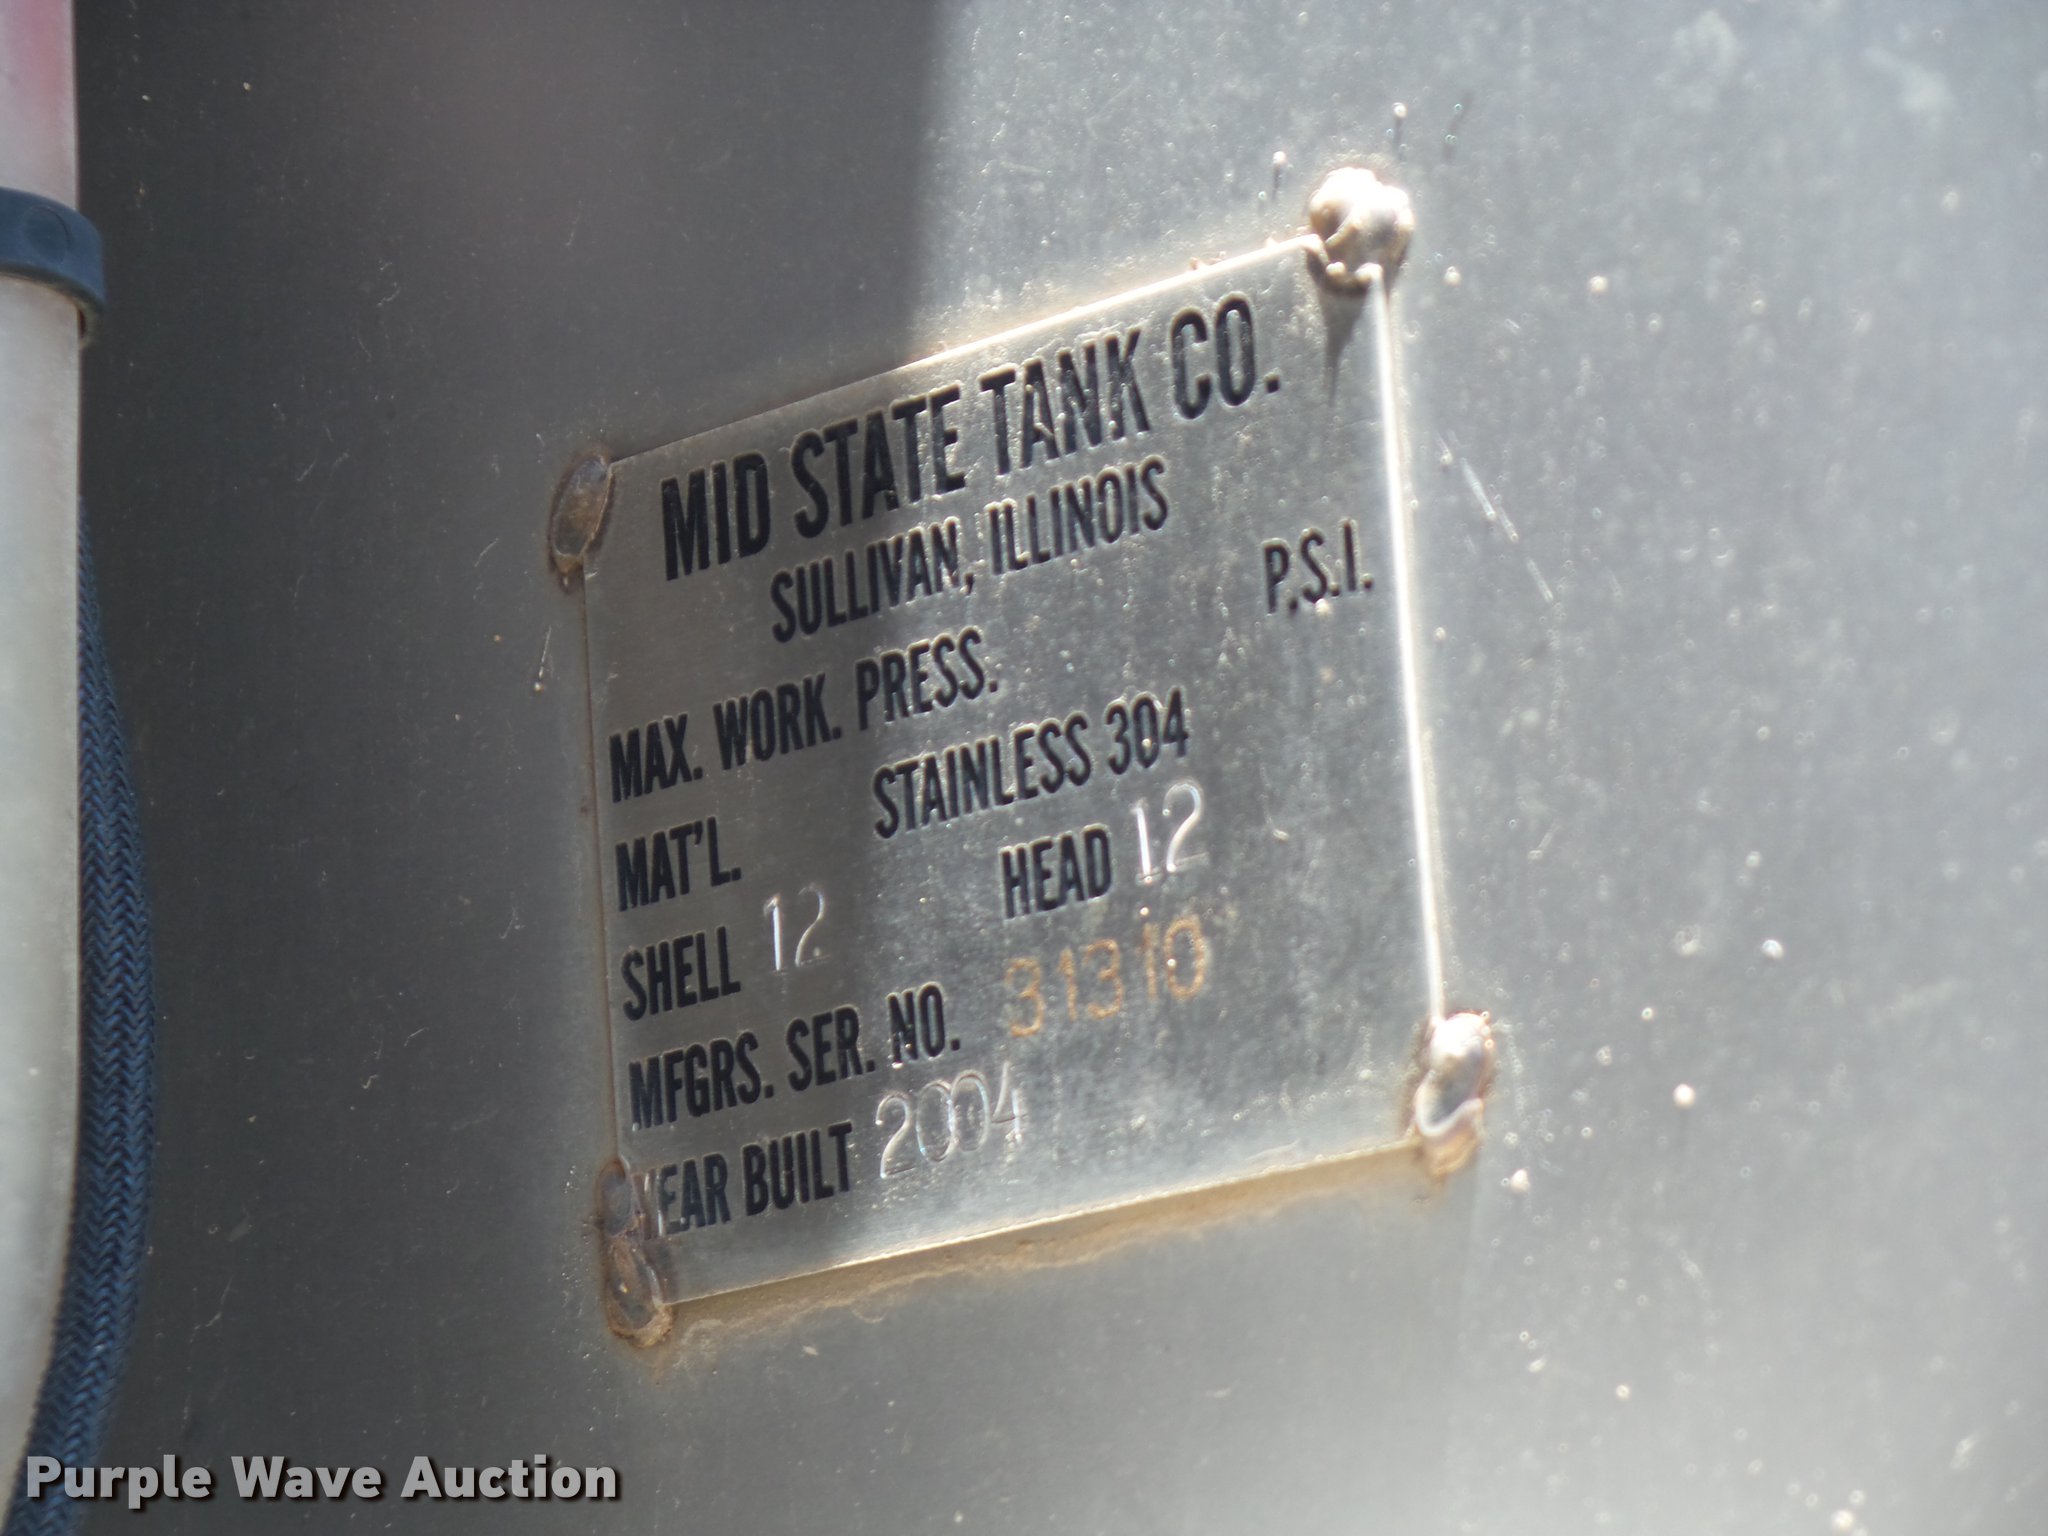 MID STATE TANK CO.
SULLIVAN, ILLINOIS
MAX. WORK. PRESS. P.S.I.
MAT'L. STAINLESS 304
SHELL 12 HEAD 12
MFGRS. SER. NO. 31310
YEAR BUILT 2004
Purple Wave Auction